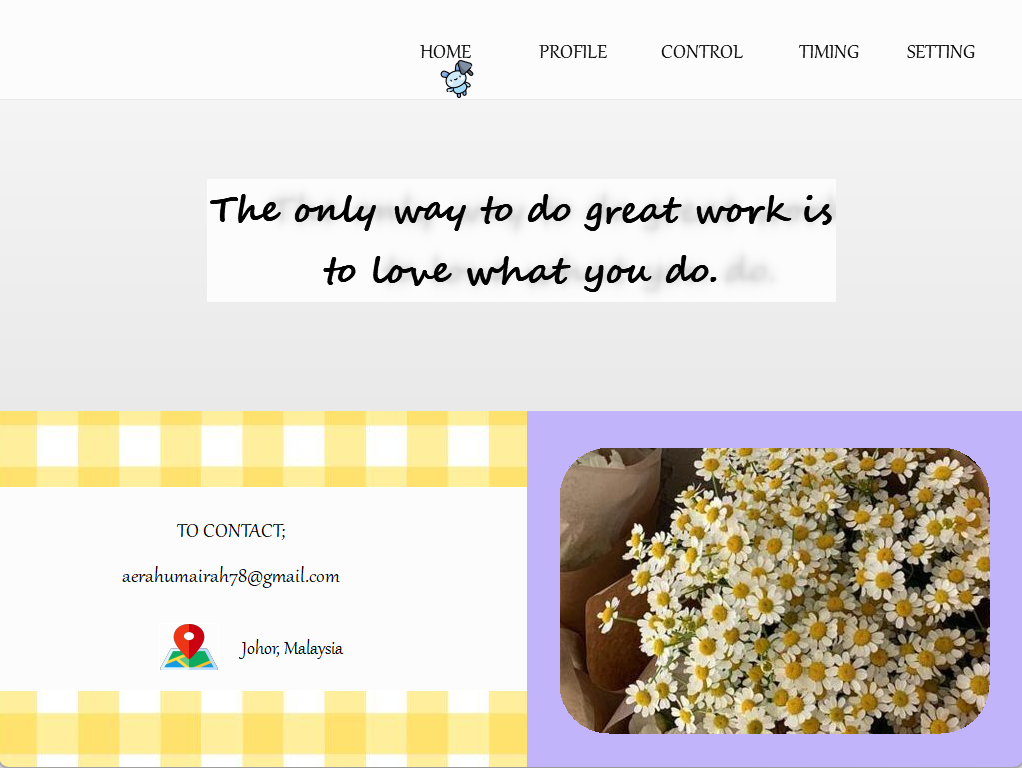 HOME PROFILE CONTROL TIMING SETTING
The only way to do great work is
to love what you do.
TO CONTACT;
aerahumairah78@gmail.com
Johor, Malaysia